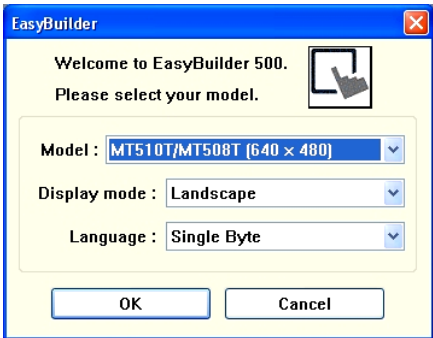 EasyBuilder
Welcome to EasyBuilder 500.
Please select your model.
Model : MT510T/MT508T (640 × 480)
Display mode : Landscape
Language : Single Byte
OK Cancel